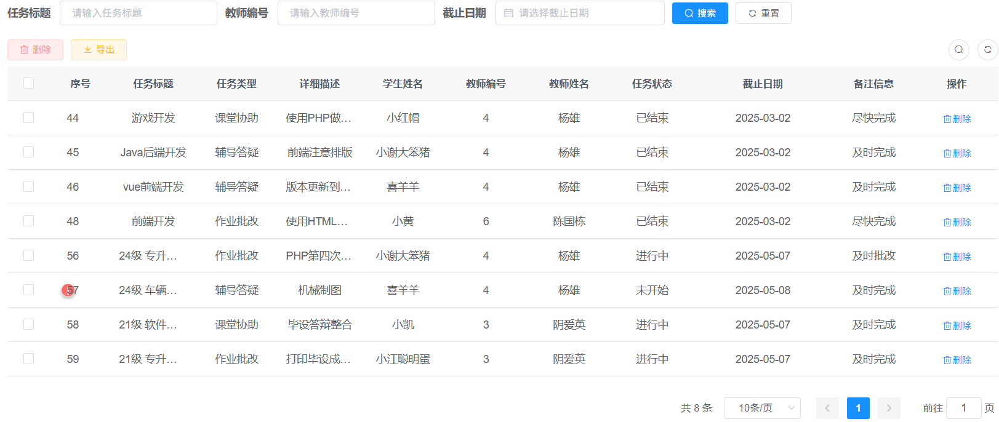 任务标题 请输入任务标题 教师编号 请输入教师编号 截止日期 请选择截止日期 搜索 重置
删除 导出
序号 任务标题 任务类型 详细描述 学生姓名 教师编号 教师姓名 任务状态 截止日期 备注信息 操作
44 游戏开发 课堂协助 使用PHP做... 小红帽 4 杨雄 已结束 2025-03-02 尽快完成 删除
45 Java后端开发 辅导答疑 前端注意排版 小谢大笨猪 4 杨雄 已结束 2025-03-02 及时完成 删除
46 vue前端开发 辅导答疑 版本更新到... 喜羊羊 4 杨雄 已结束 2025-03-02 及时完成 删除
48 前端开发 作业批改 使用HTML... 小黄 6 陈国栋 已结束 2025-03-02 尽快完成 删除
56 24级 专升... 作业批改 PHP第四次... 小谢大笨猪 4 杨雄 进行中 2025-05-07 及时批改 删除
57 24级 车辆... 辅导答疑 机械制图 喜羊羊 4 杨雄 未开始 2025-05-08 及时完成 删除
58 21级 软件... 课堂协助 毕设答辩整合 小凯 3 阴爱英 进行中 2025-05-07 及时完成 删除
59 21级 专升... 作业批改 打印毕设成... 小江聪明蛋 3 阴爱英 进行中 2025-05-07 及时完成 删除
共 8 条 10条/页 1 前往 1 页